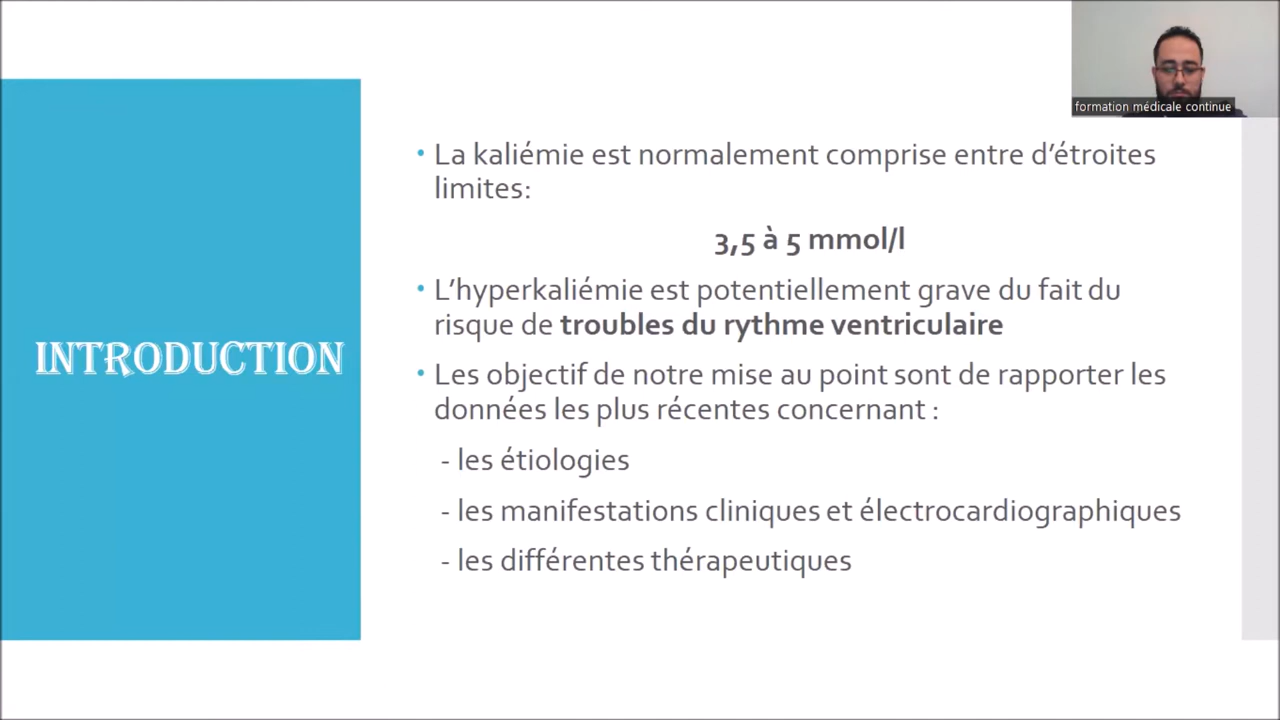 formation médicale continue
INTRODUCTION
• La kaliémie est normalement comprise entre d’étroites
limites:
3,5 à 5 mmol/l
• L’hyperkaliémie est potentiellement grave du fait du
risque de troubles du rythme ventriculaire
• Les objectif de notre mise au point sont de rapporter les
données les plus récentes concernant :
- les étiologies
- les manifestations cliniques et électrocardiographiques
- les différentes thérapeutiques